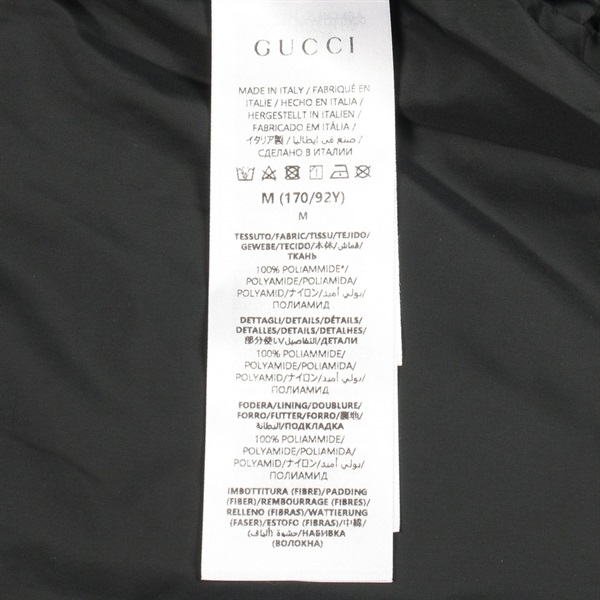 GUCCI
MADE IN ITALY / FABRIQUÉ EN
ITALIE / HECHO EN ITALIA /
HERGESTELLT IN ITALIEN /
FABRICADO EM ITÁLIA /
イタリア製 / صنع في ايطاليا /
СДЕЛАНО В ИТАЛИИ
M (170/92Y)
M
TESSUTO/FABRIC/TISSU/TEJIDO/
GEWEBE/TECIDO/本体/قماش/
ТКАНЬ
100% POLIAMMIDE*/
POLYAMIDE/POLIAMIDA/
POLYAMID/ナイロン/بولي أميد/
ПОЛИАМИД
DETTAGLI/DETAILS/DÉTAILS/
DETALLES/DETAILS/DETALHES/
部分使い/التفاصيل/ДЕТАЛИ
100% POLIAMMIDE/
POLYAMIDE/POLIAMIDA/
POLYAMID/ナイロン/بولي أميد/
ПОЛИАМИД
FODERA/LINING/DOUBLURE/
FORRO/FUTTER/FORRO/裏地/
البطانة/ПОДКЛАДКА
100% POLIAMMIDE/
POLYAMIDE/POLIAMIDA/
POLYAMID/ナイロン/بولي أميد/
ПОЛИАМИД
IMBOTTITURA (FIBRE)/PADDING
(FIBER)/REMBOURRAGE (FIBRES)/
RELLENO (FIBRAS)/WATTIERUNG
(FASER)/ESTOFO (FIBRAS)/中綿/
حشوة (ألياف)/НАБИВКА
(ВОЛОКНА)